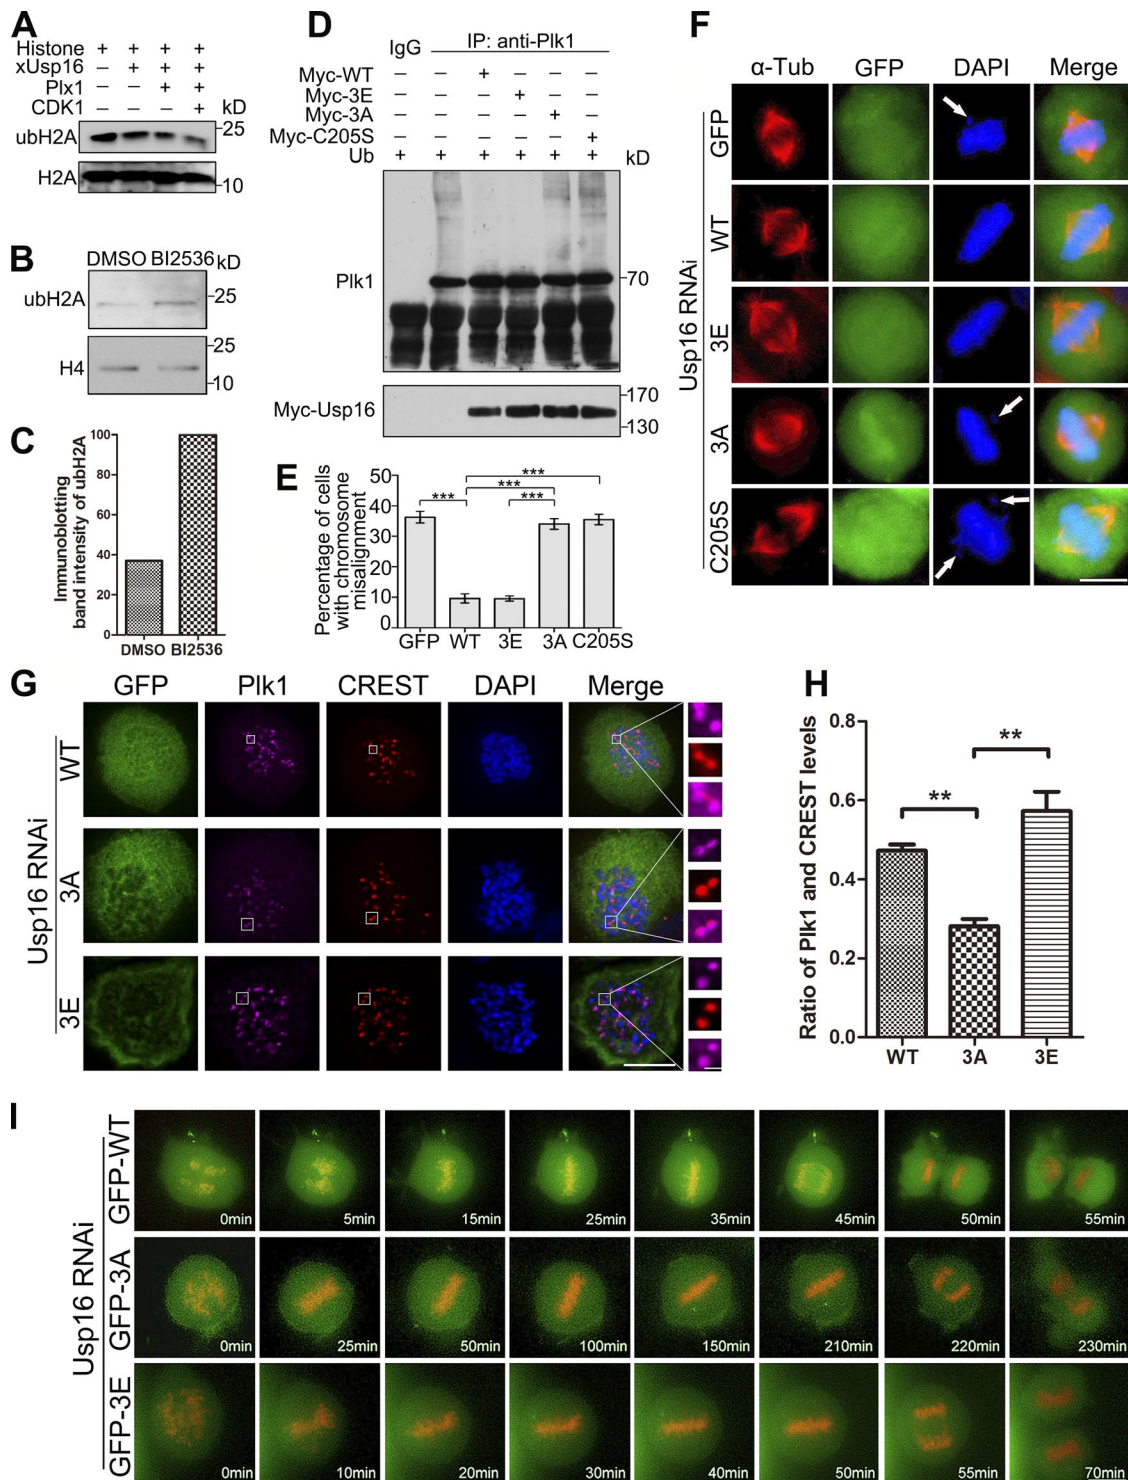 A
Histone + + + +
xUsp16 − + + +
Plx1 − − + +
CDK1 − − − + kD
ubH2A 25
H2A 10
B
DMSO BI2536 kD
ubH2A 25
H4 25
10
C
Immunoblotting
band intensity of ubH2A
100
80
60
40
20
0
DMSO BI2536
D
IgG IP: anti-Plk1
Myc-WT − − + − − −
Myc-3E − − − + − −
Myc-3A − − − − + −
Myc-C205S − − − − − +
Ub + + + + + + kD
Plk1 70
Myc-Usp16 170
130
E
Percentage of cells
with chromosome
misalignment
50
40
30
20
10
0
***
***
*** ***
GFP WT 3E 3A C205S
F
α-Tub GFP DAPI Merge
Usp16 RNAi
GFP
WT
3E
3A
C205S
G
GFP Plk1 CREST DAPI Merge
Usp16 RNAi
WT
3A
3E
H
Ratio of Plk1 and CREST levels
0.8
0.6
0.4
0.2
0.0
**
**
WT 3A 3E
I
Usp16 RNAi
GFP-WT
0min 5min 15min 25min 35min 45min 50min 55min
GFP-3A
0min 25min 50min 100min 150min 210min 220min 230min
GFP-3E
0min 10min 20min 30min 40min 50min 55min 70min